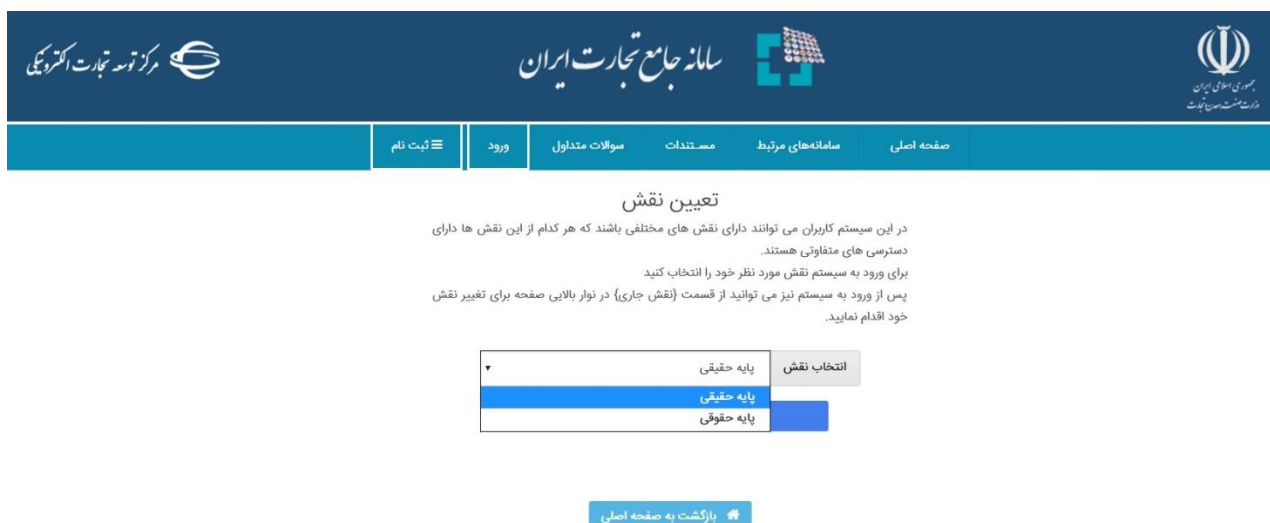 جمهوری اسلامی ایران
وزارت صنعت، معدن و تجارت
سامانه جامع تجارت ایران
مرکز توسعه تجارت الکترونیکی
صفحه اصلی
سامانه‌های مرتبط
مستندات
سوالات متداول
ورود
ثبت نام
تعیین نقش
در این سیستم کاربران می توانند دارای نقش های مختلفی باشند که هر کدام از این نقش ها دارای
دسترسی های متفاوتی هستند.
برای ورود به سیستم نقش مورد نظر خود را انتخاب کنید
پس از ورود به سیستم نیز می توانید از قسمت {نقش جاری} در نوار بالایی صفحه برای تغییر نقش
خود اقدام نمایید.
انتخاب نقش
پایه حقیقی
پایه حقیقی
پایه حقوقی
بازگشت به صفحه اصلی